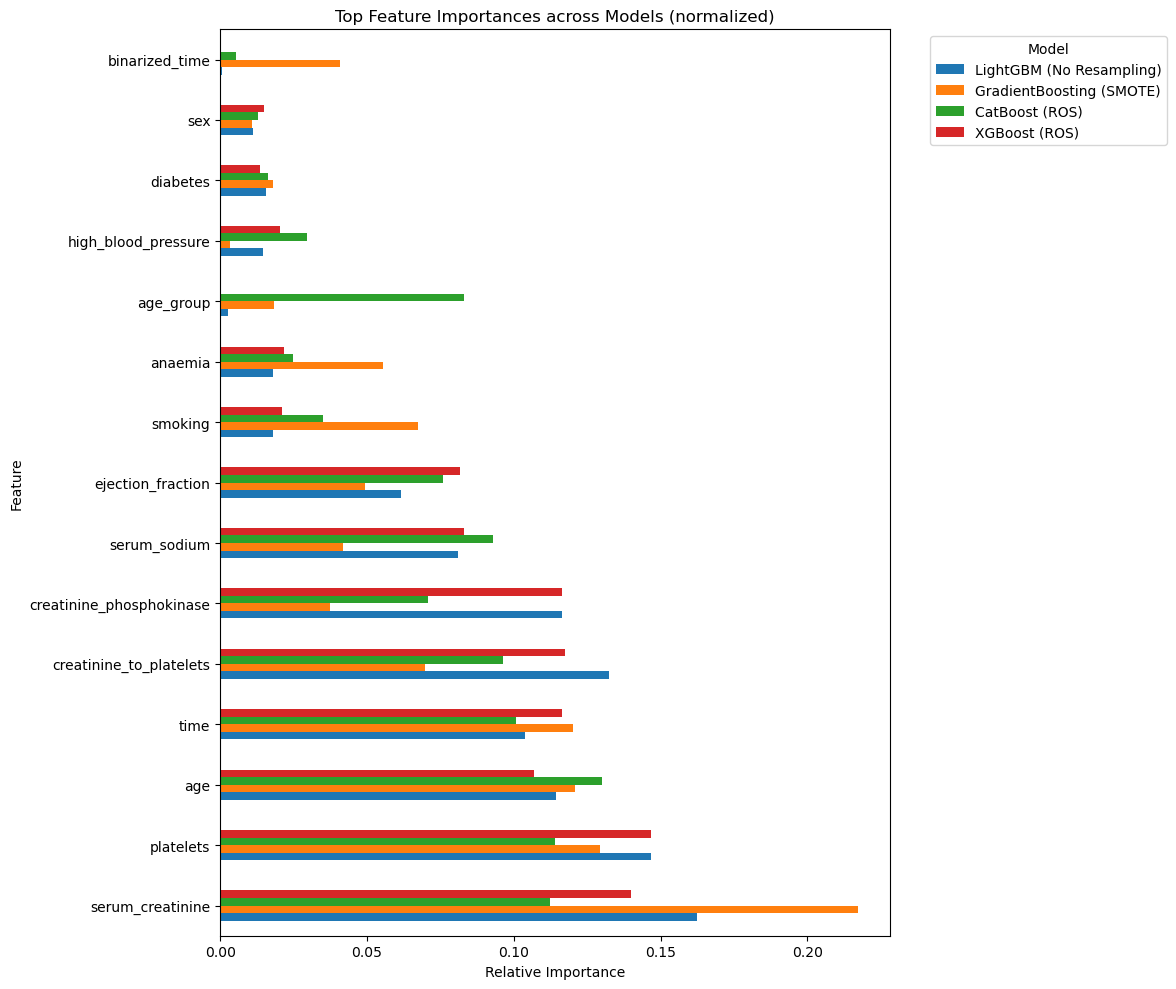 Top Feature Importances across Models (normalized)
binarized_time
sex
diabetes
high_blood_pressure
age_group
anaemia
smoking
ejection_fraction
serum_sodium
creatinine_phosphokinase
creatinine_to_platelets
time
age
platelets
serum_creatinine
Feature
0.00 0.05 0.10 0.15 0.20
Relative Importance
Model
LightGBM (No Resampling)
GradientBoosting (SMOTE)
CatBoost (ROS)
XGBoost (ROS)